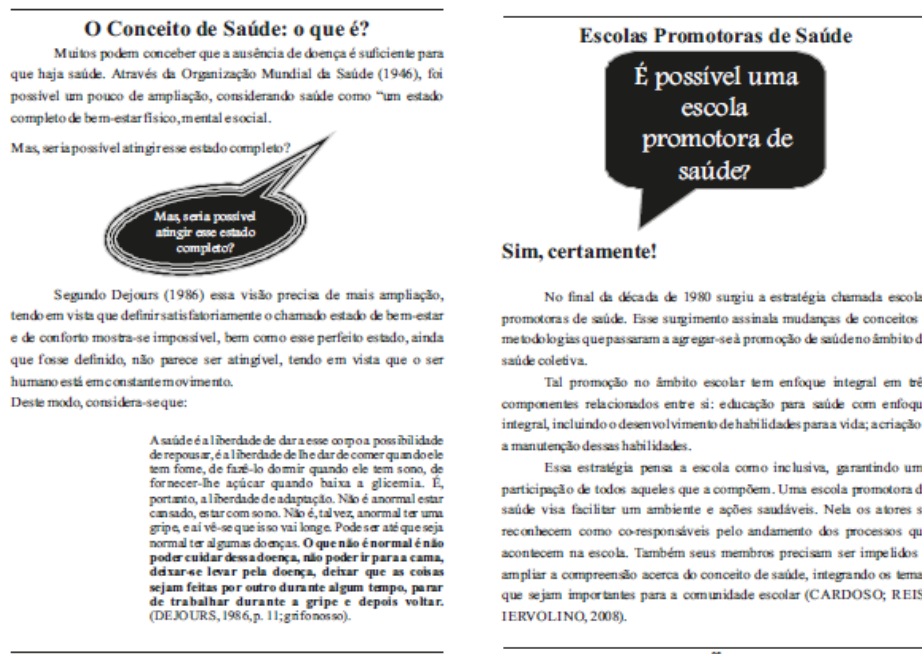 O Conceito de Saúde: o que é?
Muitos podem conceber que a ausência de doença é suficiente para
que haja saúde. Através da Organização Mundial da Saúde (1946), foi
possível um pouco de ampliação, considerando saúde como “um estado
completo de bem-estar físico, mental e social.
Mas, seria possível atingir esse estado completo?
Mas, seria possível
atingir esse estado
completo?
Segundo Dejours (1986) essa visão precisa de mais ampliação,
tendo em vista que definir satisfatoriamente o chamado estado de bem-estar
e de conforto mostra-se impossível, bem como esse perfeito estado, ainda
que fosse definido, não parece ser atingível, tendo em vista que o ser
humano está em constante movimento.
Deste modo, considera-se que:
A saúde é a liberdade de dar a esse corpo a possibilidade
de repousar, é a liberdade de lhe dar de comer quando ele
tem fome, de fazê-lo dormir quando ele tem sono, de
fornecer-lhe açúcar quando baixa a glicemia. É,
portanto, a liberdade de adaptação. Não é anormal estar
cansado, estar com sono. Não é, talvez, anormal ter uma
gripe, e aí vê-se que isso vai longe. Pode ser até que seja
normal ter algumas doenças. O que não é normal é não
poder cuidar dessa doença, não poder ir para a cama,
deixar-se levar pela doença, deixar que as coisas
sejam feitas por outro durante algum tempo, parar
de trabalhar durante a gripe e depois voltar.
(DEJOURS, 1986, p. 11; grifo nosso).
Escolas Promotoras de Saúde
É possível uma
escola
promotora de
saúde?
Sim, certamente!
No final da década de 1980 surgiu a estratégia chamada escola
promotoras de saúde. Esse surgimento assinala mudanças de conceitos
metodologias que passaram a agregar-se à promoção de saúde no âmbito d
saúde coletiva.
Tal promoção no âmbito escolar tem enfoque integral em trê
componentes relacionados entre si: educação para saúde com enfoqu
integral, incluindo o desenvolvimento de habilidades para a vida; a criação
a manutenção dessas habilidades.
Essa estratégia pensa a escola como inclusiva, garantindo um
participação de todos aqueles que a compõem. Uma escola promotora d
saúde visa facilitar um ambiente e ações saudáveis. Nela os atores s
reconhecem como co-responsáveis pelo andamento dos processos qu
acontecem na escola. Também seus membros precisam ser impelidos
ampliar a compreensão acerca do conceito de saúde, integrando os tema
que sejam importantes para a comunidade escolar (CARDOSO; REIS
IERVOLINO, 2008).